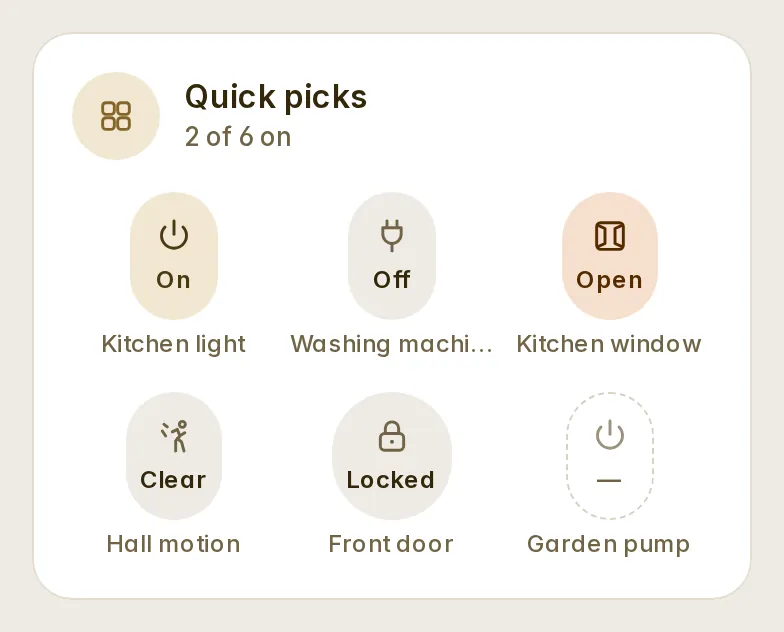 Quick picks
2 of 6 on
On
Off
Open
Kitchen light
Washing machi…
Kitchen window
Clear
Locked
—
Hall motion
Front door
Garden pump